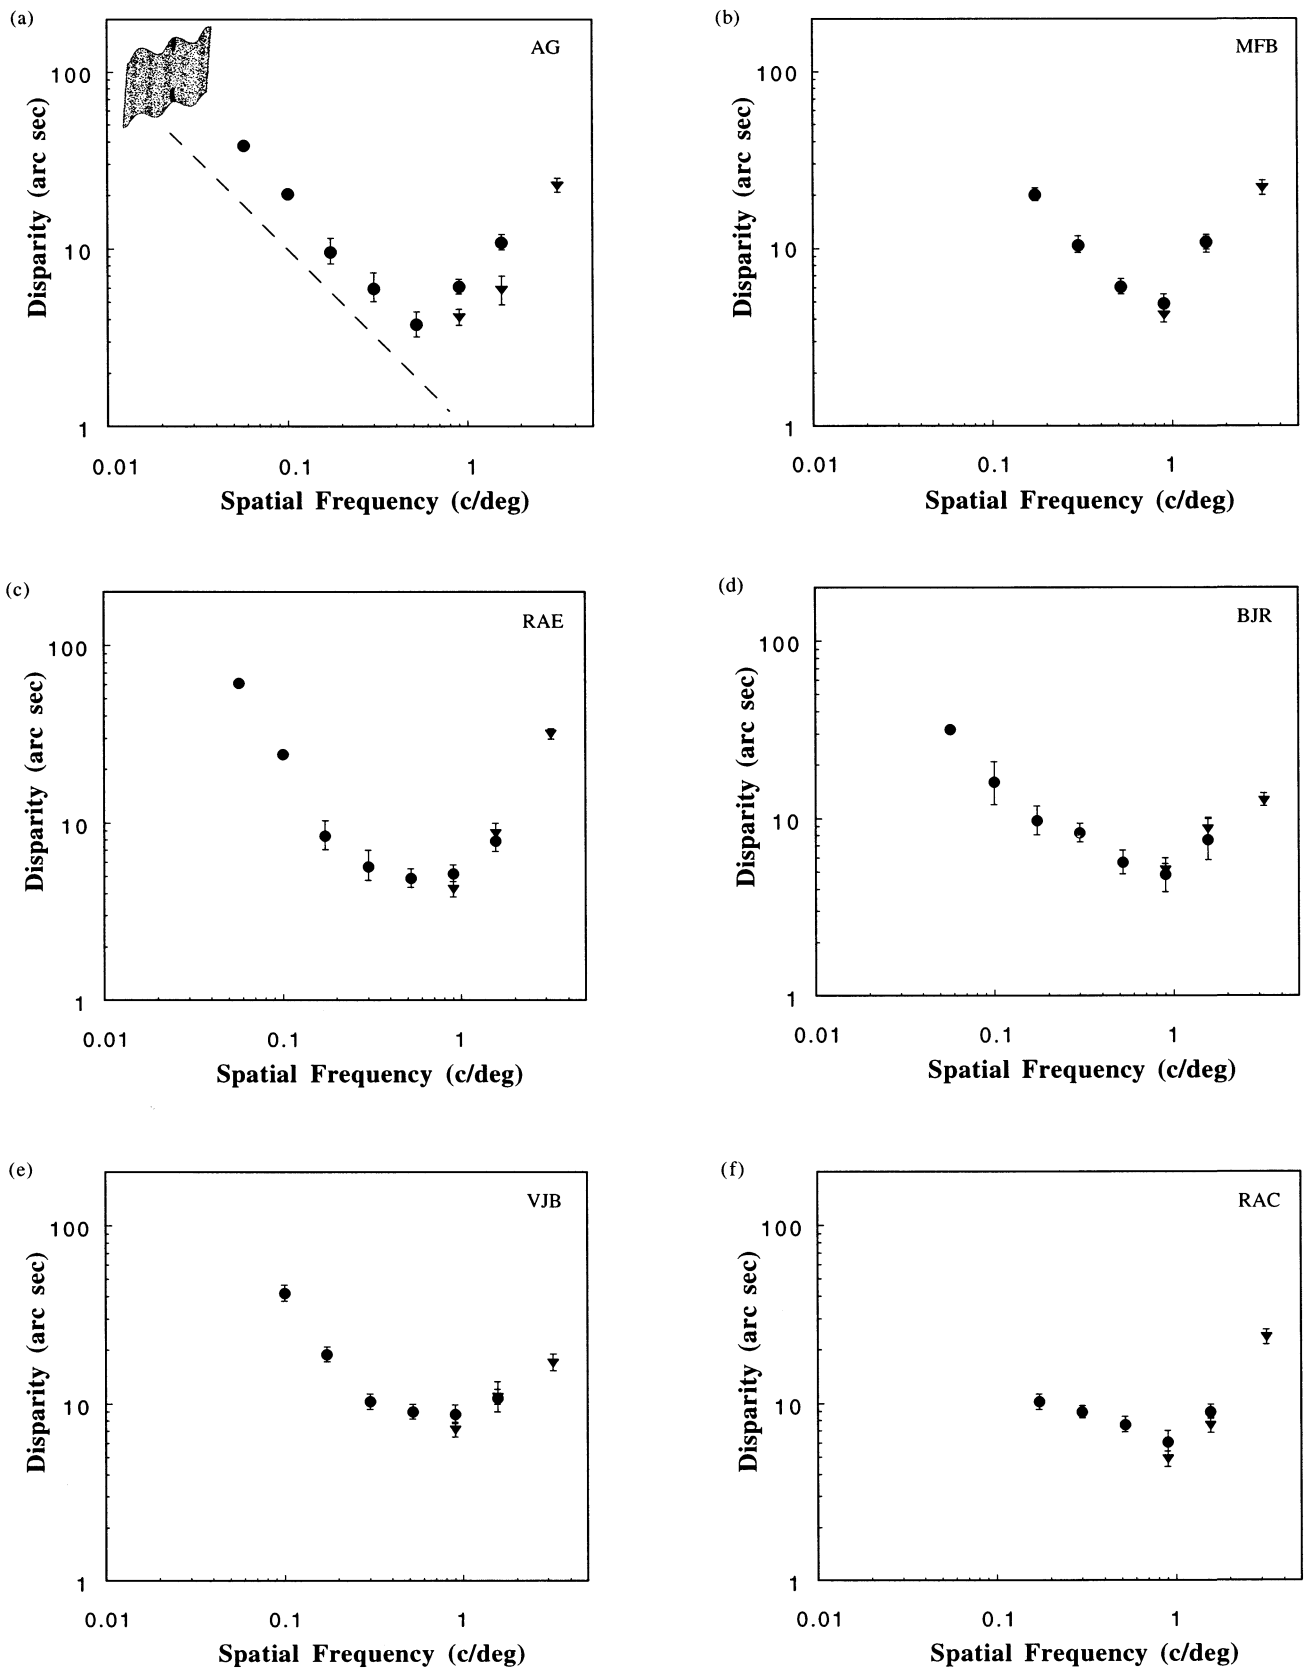 (a)
AG
100
10
1
0.01
0.1
1
Disparity (arc sec)
Spatial Frequency (c/deg)
(b)
MFB
100
10
1
0.01
0.1
1
Disparity (arc sec)
Spatial Frequency (c/deg)
(c)
RAE
100
10
1
0.01
0.1
1
Disparity (arc sec)
Spatial Frequency (c/deg)
(d)
BJR
100
10
1
0.01
0.1
1
Disparity (arc sec)
Spatial Frequency (c/deg)
(e)
VJB
100
10
1
0.01
0.1
1
Disparity (arc sec)
Spatial Frequency (c/deg)
(f)
RAC
100
10
1
0.01
0.1
1
Disparity (arc sec)
Spatial Frequency (c/deg)